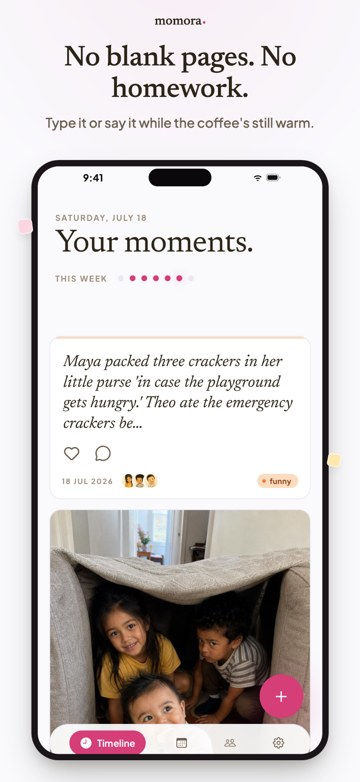 momora.
No blank pages. No
homework.
Type it or say it while the coffee's still warm.
9:41
SATURDAY, JULY 18
Your moments.
THIS WEEK
Maya packed three crackers in her
little purse 'in case the playground
gets hungry.' Theo ate the emergency
crackers be...
18 JUL 2026
funny
Timeline